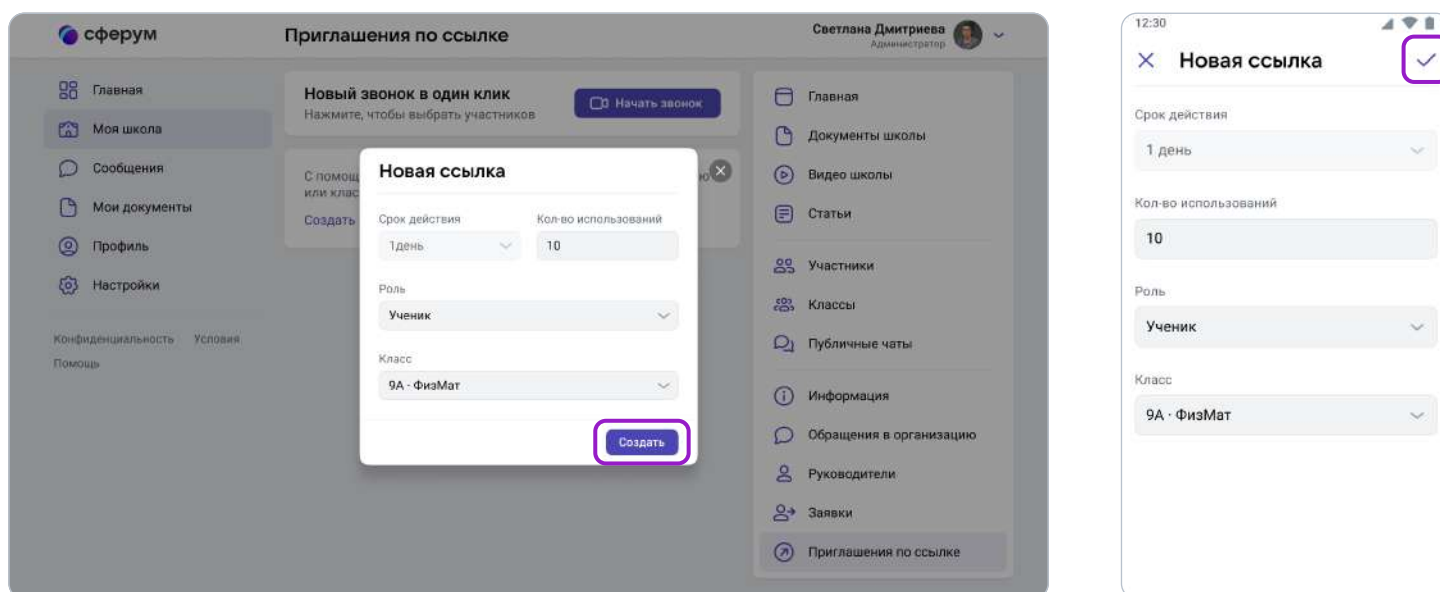 сферум
Приглашения по ссылке
Светлана Дмитриева
Администратор
Главная
Моя школа
Сообщения
Мои документы
Профиль
Настройки
Конфиденциальность Условия
Помощь
Новый звонок в один клик
Нажмите, чтобы выбрать участников
Начать звонок
С помощ
ю
или клас
Создать
Новая ссылка
Срок действия Кол-во использований
1день 10
Роль
Ученик
Класс
9А · ФизМат
Создать
Главная
Документы школы
Видео школы
Статьи
Участники
Классы
Публичные чаты
Информация
Обращения в организацию
Руководители
Заявки
Приглашения по ссылке
12:30
Новая ссылка
Срок действия
1 день
Кол-во использований
10
Роль
Ученик
Класс
9А · ФизМат